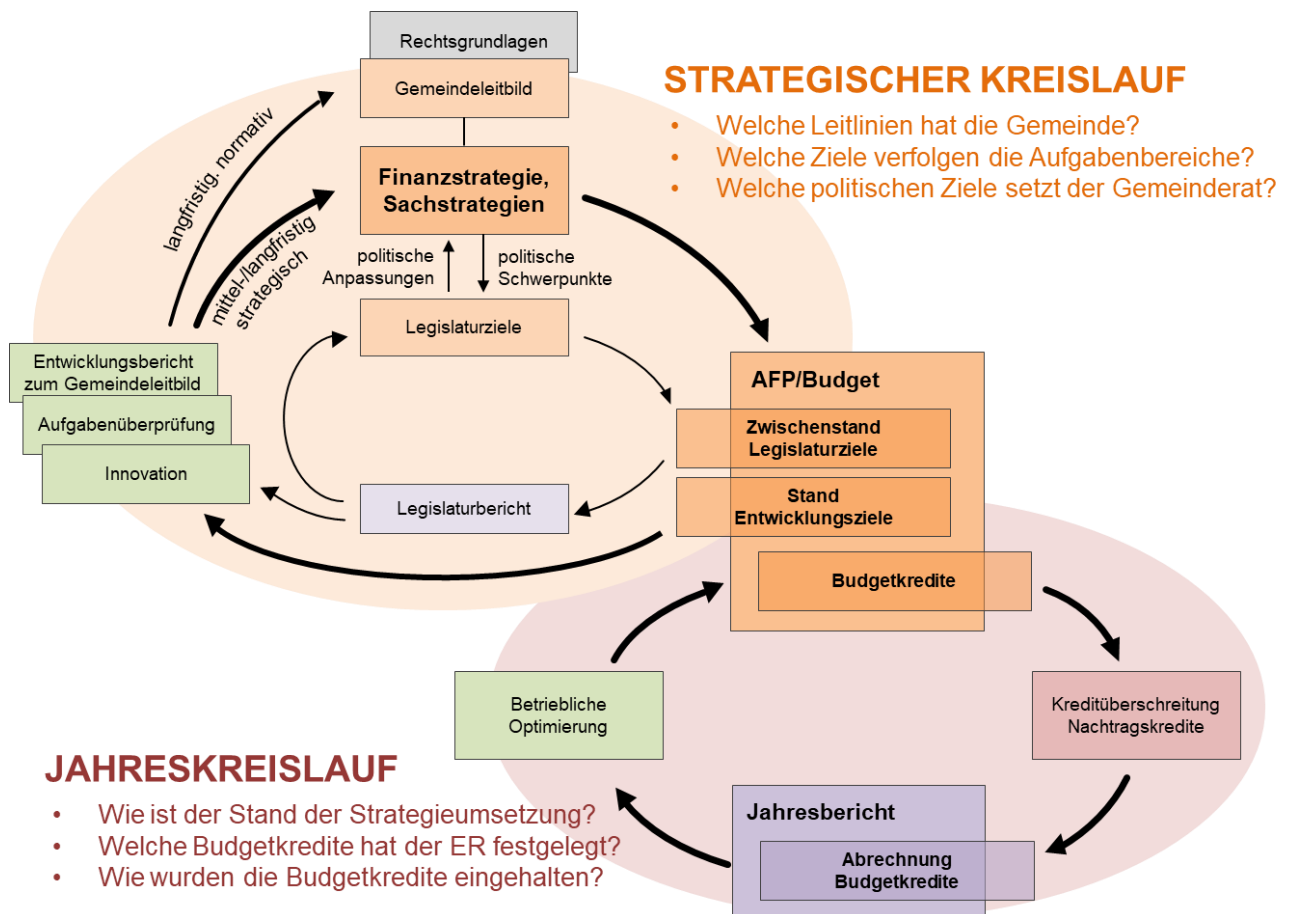 Rechtsgrundlagen
Gemeindeleitbild
STRATEGISCHER KREISLAUF
• Welche Leitlinien hat die Gemeinde?
• Welche Ziele verfolgen die Aufgabenbereiche?
• Welche politischen Ziele setzt der Gemeinderat?
langfristig. normativ
mittel-/langfristig
strategisch
Finanzstrategie,
Sachstrategien
politische
Anpassungen
politische
Schwerpunkte
Legislaturziele
Entwicklungsbericht
zum Gemeindeleitbild
Aufgabenüberprüfung
Innovation
Legislaturbericht
AFP/Budget
Zwischenstand
Legislaturziele
Stand
Entwicklungsziele
Budgetkredite
Betriebliche
Optimierung
Kreditüberschreitung
Nachtragskredite
JAHRESKREISLAUF
• Wie ist der Stand der Strategieumsetzung?
• Welche Budgetkredite hat der ER festgelegt?
• Wie wurden die Budgetkredite eingehalten?
Jahresbericht
Abrechnung
Budgetkredite